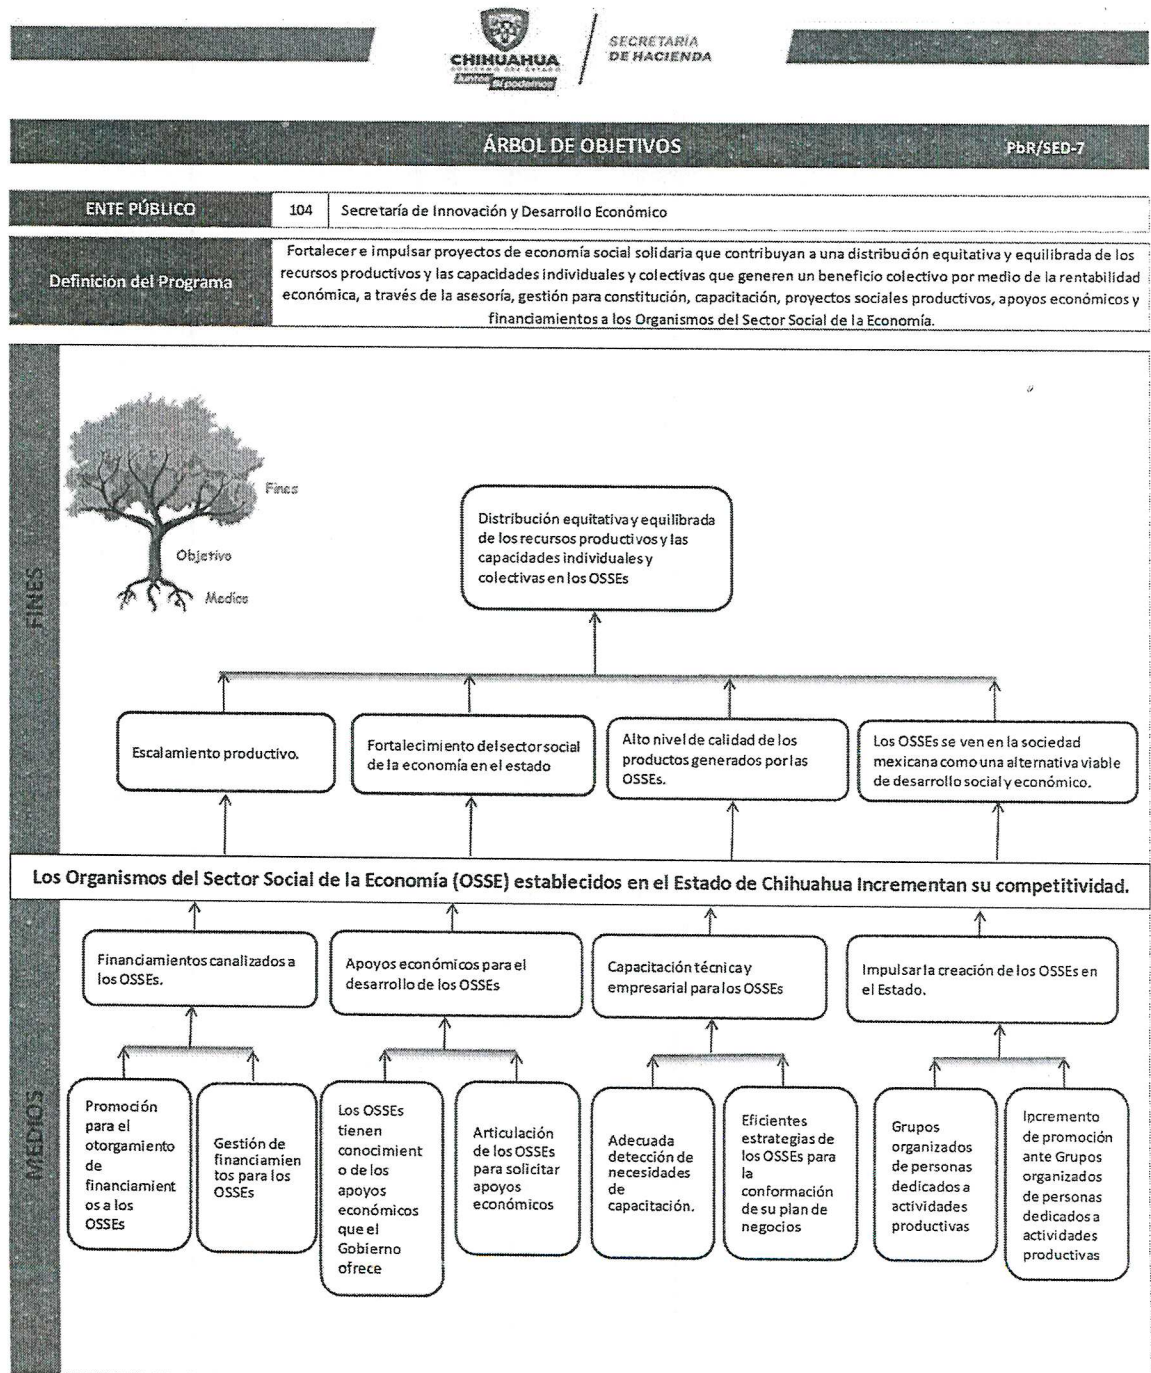 CHIHUAHUA
GOBIERNO DEL ESTADO
Juntos
Sí podemos
SECRETARÍA
DE HACIENDA
ÁRBOL DE OBJETIVOS
PbR/SED-7
ENTE PÚBLICO
104
Secretaría de Innovación y Desarrollo Económico
Definición del Programa
Fortalecer e impulsar proyectos de economía social solidaria que contribuyan a una distribución equitativa y equilibrada de los
recursos productivos y las capacidades individuales y colectivas que generen un beneficio colectivo por medio de la rentabilidad
económica, a través de la asesoría, gestión para constitución, capacitación, proyectos sociales productivos, apoyos económicos y
financiamientos a los Organismos del Sector Social de la Economía.
FINES
Fines
Objetivo
Medios
Distribución equitativa y equilibrada
de los recursos productivos y las
capacidades individuales y
colectivas en los OSSEs
Escalamiento productivo.
Fortalecimiento del sector social
de la economía en el estado
Alto nivel de calidad de los
productos generados por las
OSSEs.
Los OSSEs se ven en la sociedad
mexicana como una alternativa viable
de desarrollo social y económico.
Los Organismos del Sector Social de la Economía (OSSE) establecidos en el Estado de Chihuahua Incrementan su competitividad.
MEDIOS
Financiamientos canalizados a
los OSSEs.
Apoyos económicos para el
desarrollo de los OSSEs
Capacitación técnica y
empresarial para los OSSEs
Impulsar la creación de los OSSEs en
el Estado.
Promoción
para el
otorgamiento
de
financiamient
os a los
OSSEs
Gestión de
financiamien
tos para los
OSSEs
Los OSSEs
tienen
conocimient
o de los
apoyos
económicos
que el
Gobierno
ofrece
Articulación
de los OSSEs
para solicitar
apoyos
económicos
Adecuada
detección de
necesidades
de
capacitación.
Eficientes
estrategias de
los OSSEs para
la
conformación
de su plan de
negocios
Grupos
organizados
de personas
dedicados a
actividades
productivas
Incremento
de promoción
ante Grupos
organizados
de personas
dedicados a
actividades
productivas